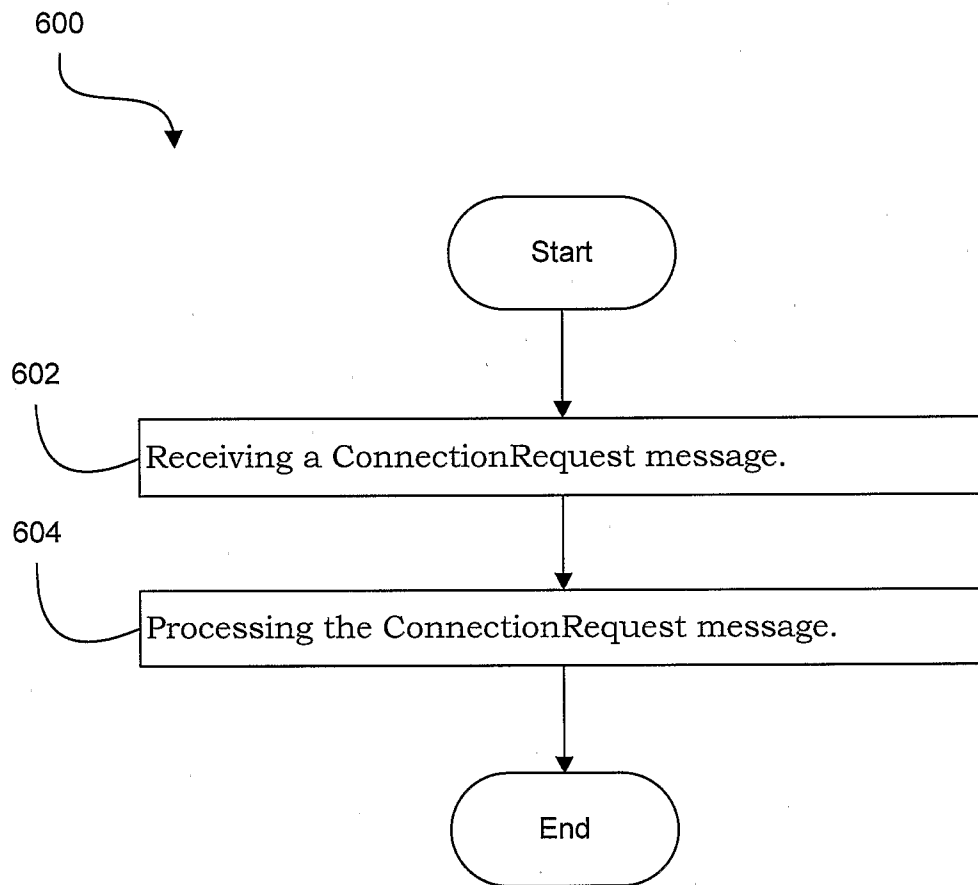 600
Start
602
Receiving a ConnectionRequest message.
604
Processing the ConnectionRequest message.
End